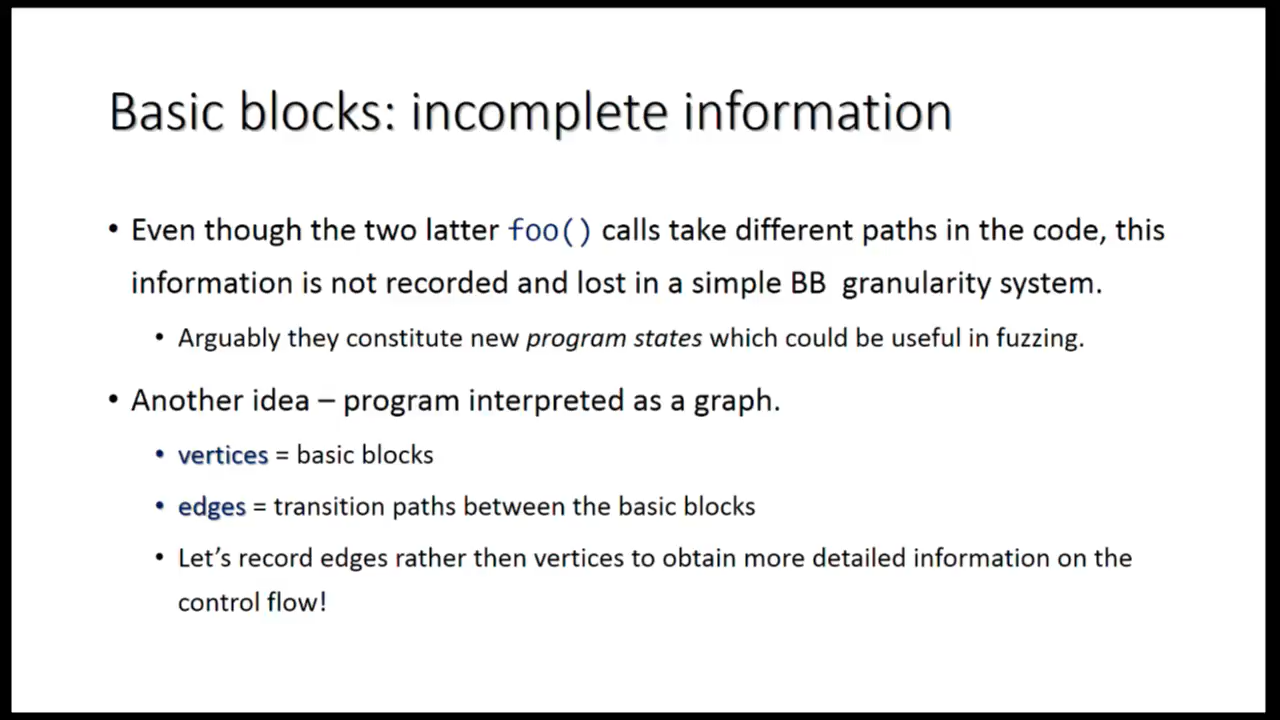 Basic blocks: incomplete information
• Even though the two latter foo() calls take different paths in the code, this
information is not recorded and lost in a simple BB granularity system.
• Arguably they constitute new program states which could be useful in fuzzing.
• Another idea – program interpreted as a graph.
• vertices = basic blocks
• edges = transition paths between the basic blocks
• Let’s record edges rather then vertices to obtain more detailed information on the
control flow!